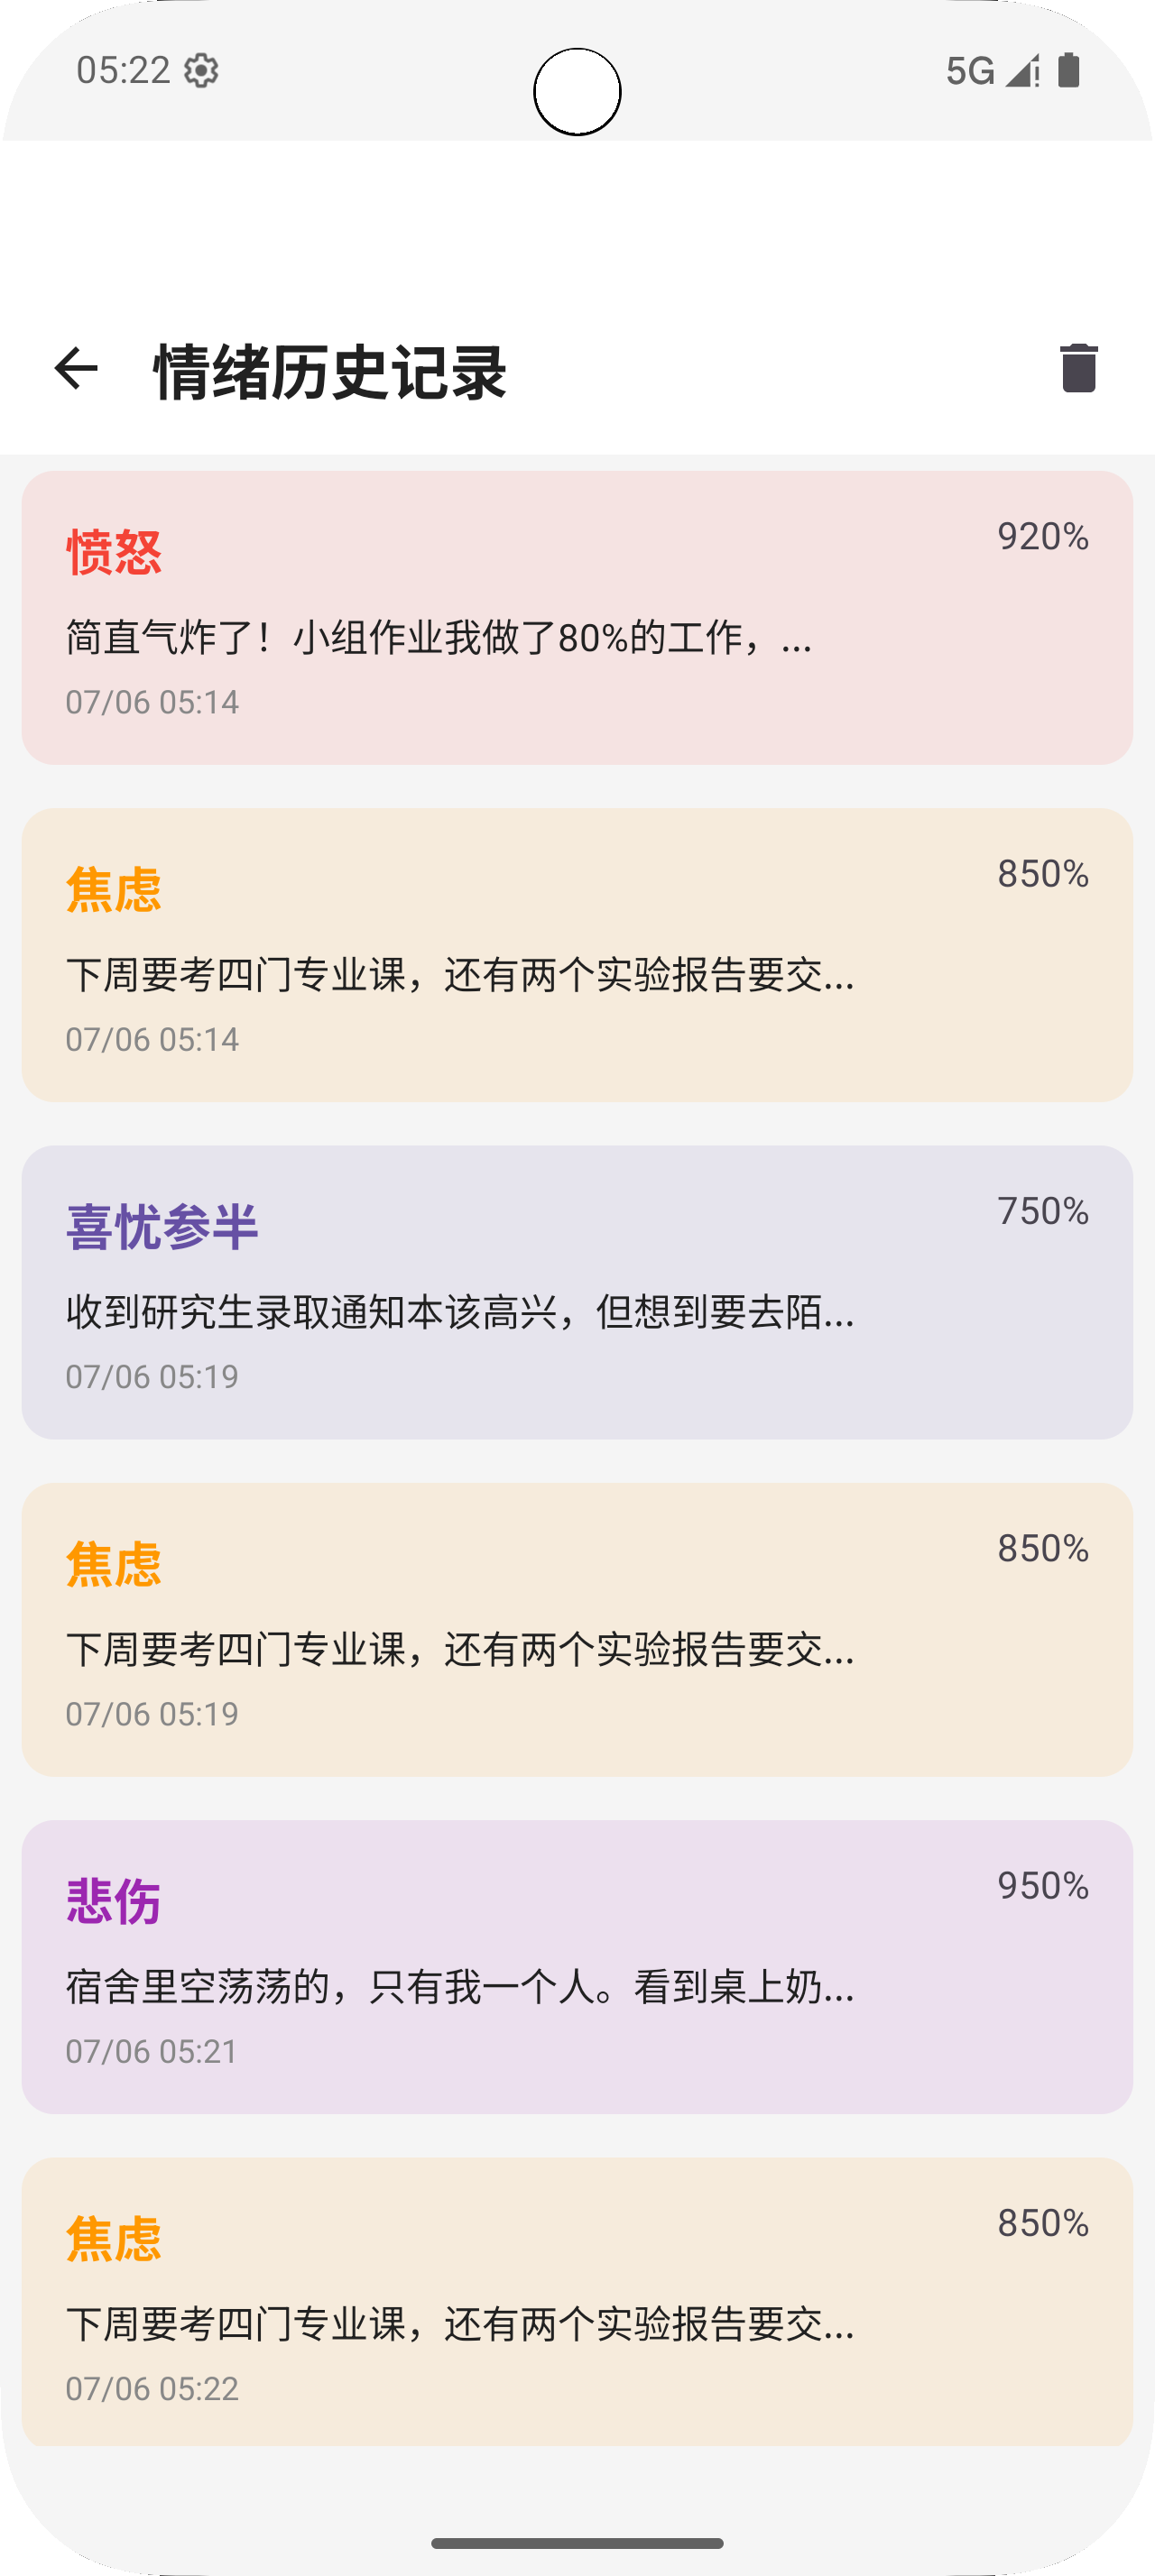 05:22
5G
情绪历史记录
愤怒
920%
简直气炸了！小组作业我做了80%的工作，...
07/06 05:14
焦虑
850%
下周要考四门专业课，还有两个实验报告要交...
07/06 05:14
喜忧参半
750%
收到研究生录取通知本该高兴，但想到要去陌...
07/06 05:19
焦虑
850%
下周要考四门专业课，还有两个实验报告要交...
07/06 05:19
悲伤
950%
宿舍里空荡荡的，只有我一个人。看到桌上奶...
07/06 05:21
焦虑
850%
下周要考四门专业课，还有两个实验报告要交...
07/06 05:22